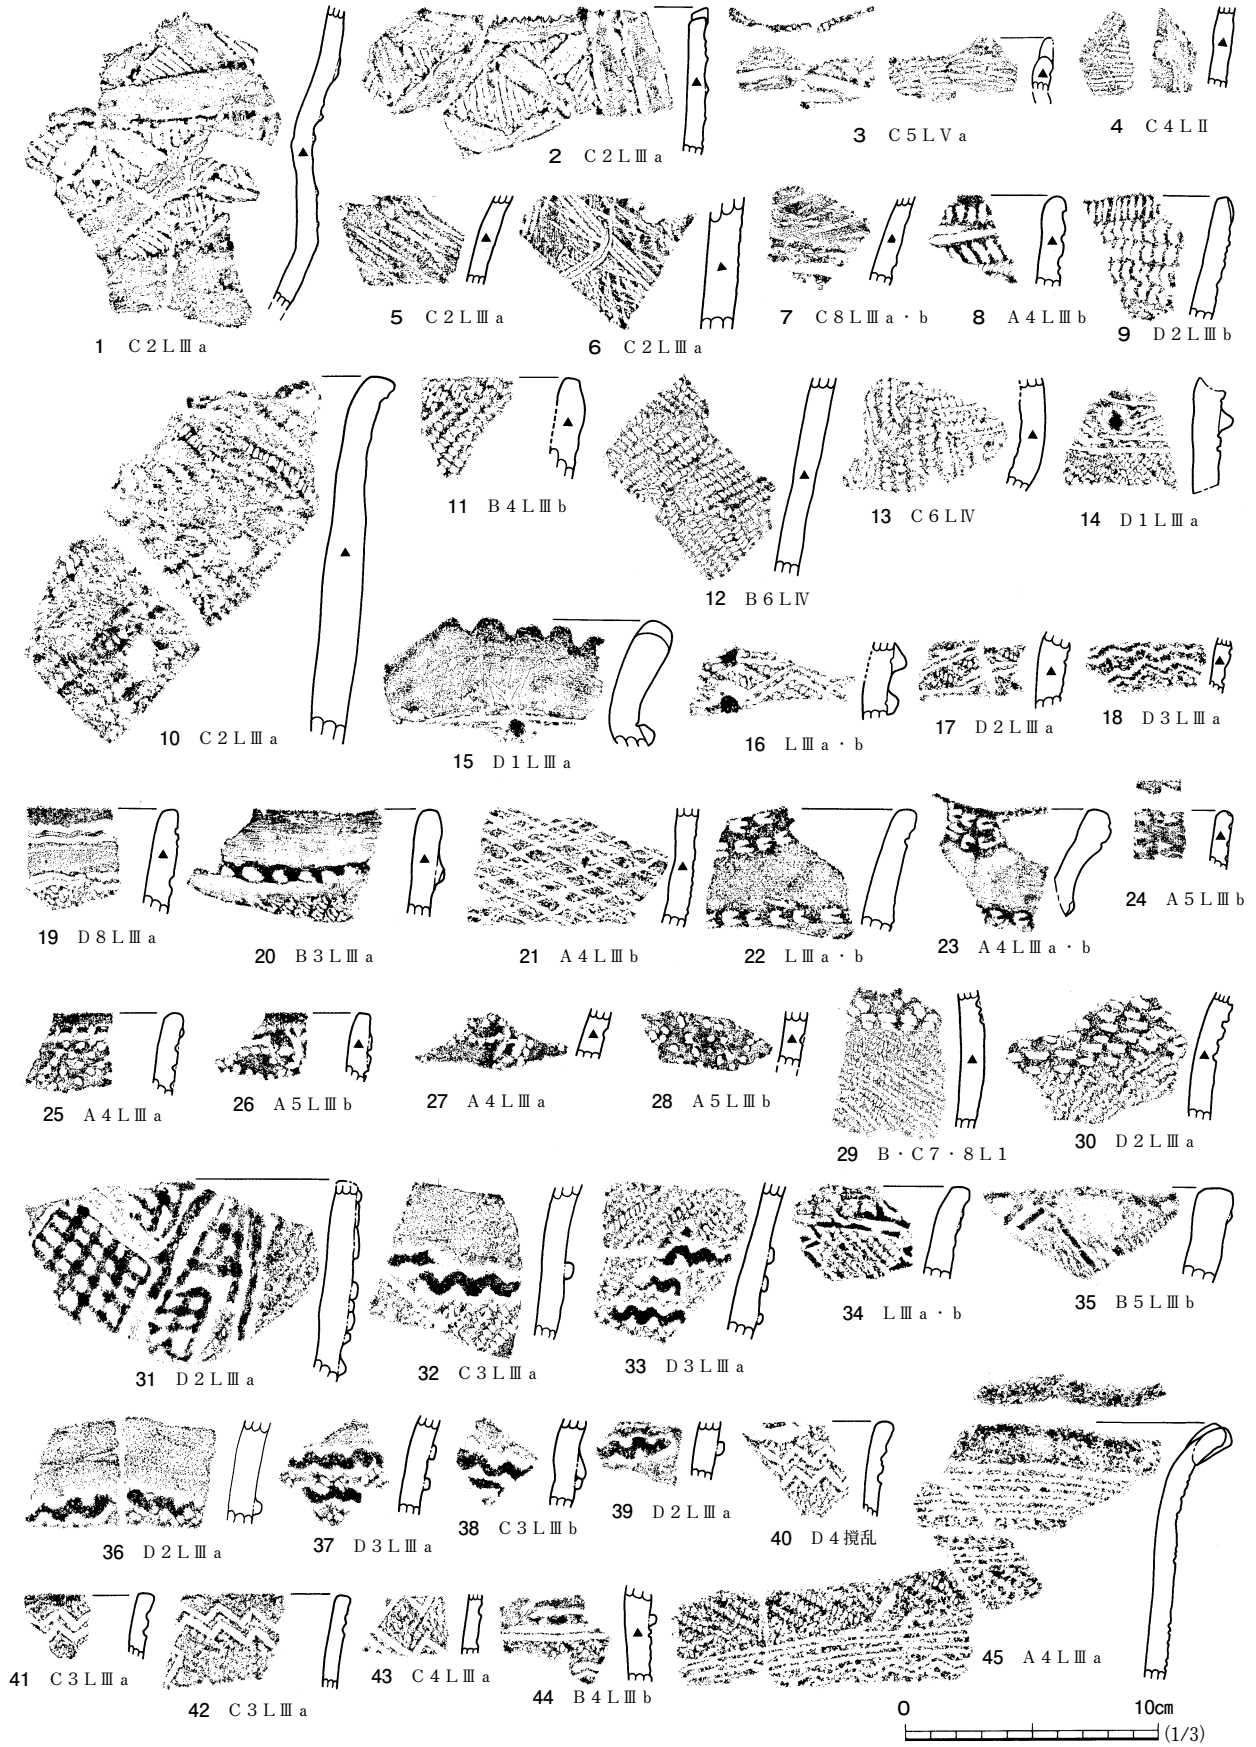 1 C2LⅢa
2 C2LⅢa
3 C5LⅤa
4 C4LⅡ
5 C2LⅢa
6 C2LⅢa
7 C8LⅢa・b
8 A4LⅢb
9 D2LⅢb
10 C2LⅢa
11 B4LⅢb
12 B6LⅣ
13 C6LⅣ
14 D1LⅢa
15 D1LⅢa
16 LⅢa・b
17 D2LⅢa
18 D3LⅢa
19 D8LⅢa
20 B3LⅢa
21 A4LⅢb
22 LⅢa・b
23 A4LⅢa・b
24 A5LⅢb
25 A4LⅢa
26 A5LⅢb
27 A4LⅢa
28 A5LⅢb
29 B・C7・8L1
30 D2LⅢa
31 D2LⅢa
32 C3LⅢa
33 D3LⅢa
34 LⅢa・b
35 B5LⅢb
36 D2LⅢa
37 D3LⅢa
38 C3LⅢb
39 D2LⅢa
40 D4撹乱
41 C3LⅢa
42 C3LⅢa
43 C4LⅢa
44 B4LⅢb
45 A4LⅢa
0 10cm
(1/3)